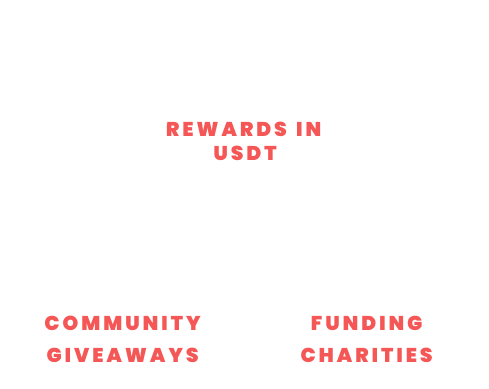 REWARDS IN
USDT
COMMUNITY
GIVEAWAYS
FUNDING
CHARITIES